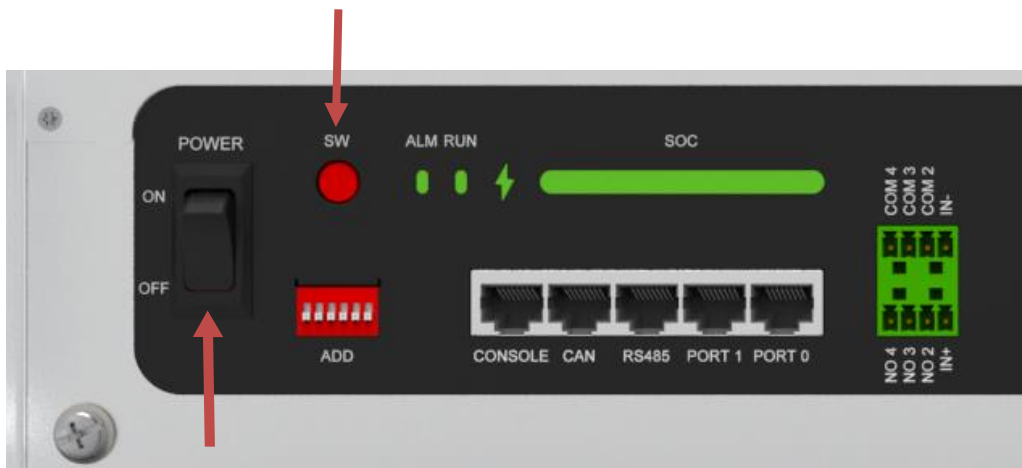 POWER
SW
ALM RUN
SOC
ON
OFF
ADD
CONSOLE CAN RS485 PORT 1 PORT 0
COM 4
COM 3
COM 2
IN-
NO 4
NO 3
NO 2
IN+